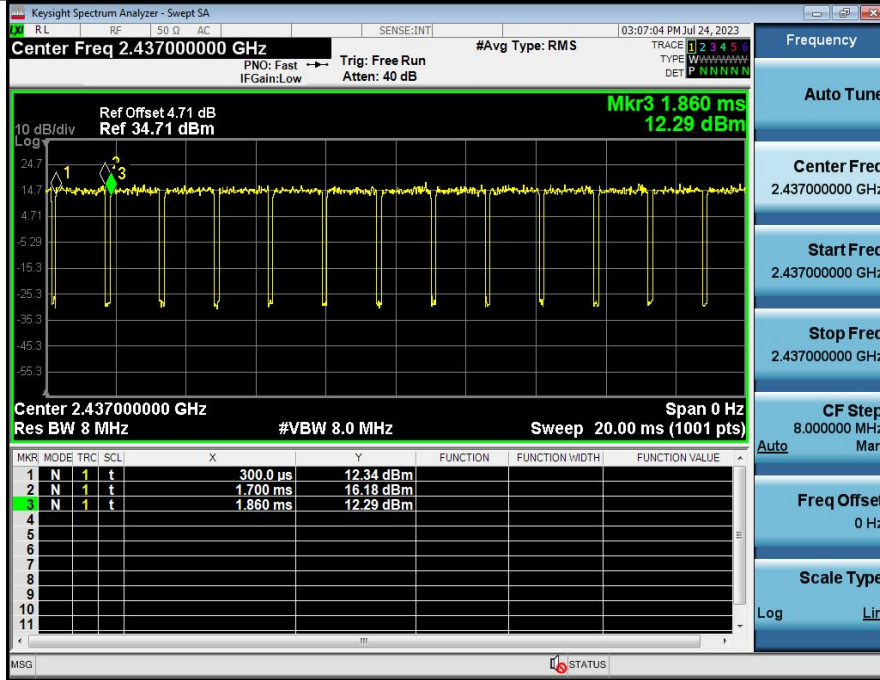 Keysight Spectrum Analyzer - Swept SA
LXI RL RF 50 Ω AC SENSE:INT 03:07:04 PM Jul 24, 2023
Center Freq 2.437000000 GHz
PNO: Fast
IFGain:Low
Trig: Free Run
Atten: 40 dB
#Avg Type: RMS
TRACE 1 2 3 4 5 6
TYPE WWWWWWW
DET P N N N N N
Ref Offset 4.71 dB
10 dB/div Ref 34.71 dBm
Log
Mkr3 1.860 ms
12.29 dBm
24.7
14.7
4.71
-5.29
-15.3
-25.3
-35.3
-45.3
-55.3
1
2
3
Center 2.437000000 GHz Span 0 Hz
Res BW 8 MHz #VBW 8.0 MHz Sweep 20.00 ms (1001 pts)
MKR MODE TRC SCL X Y FUNCTION FUNCTION WIDTH FUNCTION VALUE
1 N 1 t 300.0 µs 12.34 dBm
2 N 1 t 1.700 ms 16.18 dBm
3 N 1 t 1.860 ms 12.29 dBm
4
5
6
7
8
9
10
11
MSG STATUS
Frequency
Auto Tune
Center Freq
2.437000000 GHz
Start Freq
2.437000000 GHz
Stop Freq
2.437000000 GHz
CF Step
8.000000 MHz
Auto Man
Freq Offset
0 Hz
Scale Type
Log Lin